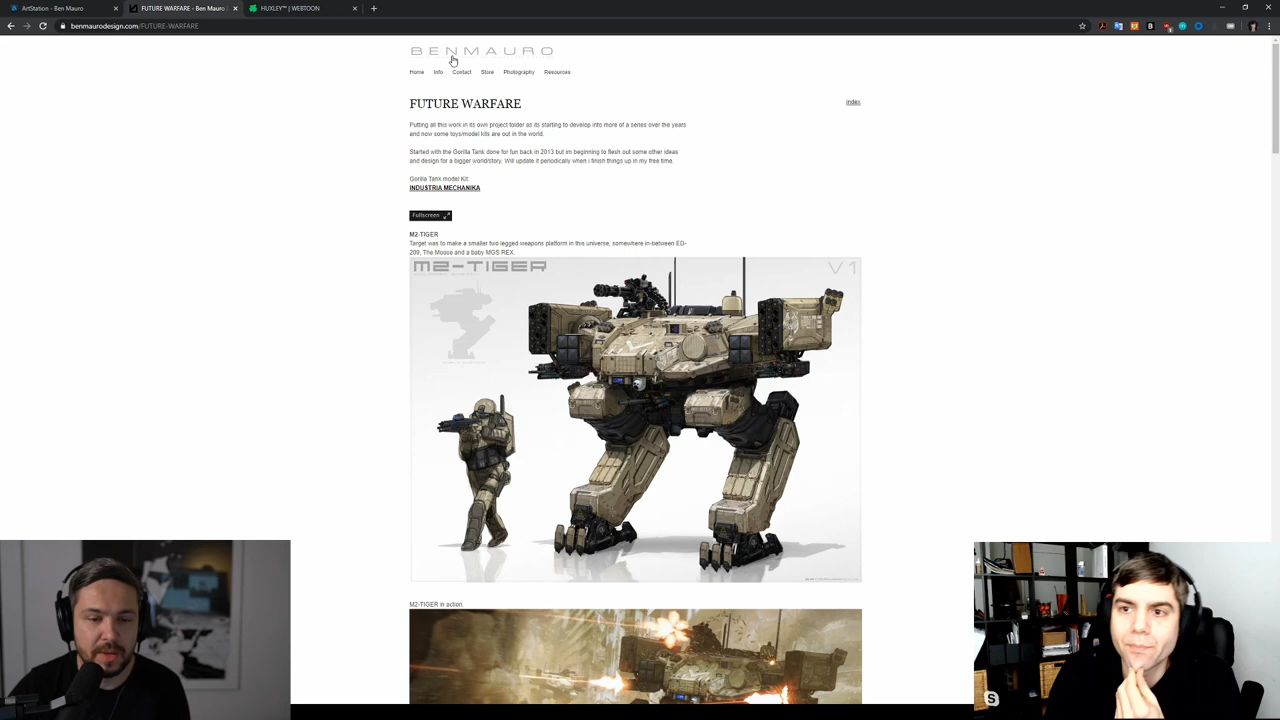 ArtStation - Ben Mauro
FUTURE WARFARE - Ben Mauro
HUXLEY™ | WEBTOON
benmaurodesign.com/FUTURE-WARFARE
BENMAURO
Home Info Contact Store Photography Resources
FUTURE WARFARE
index
Putting all this work in its own project folder as its starting to develop into more of a series over the years
and now some toys/model kits are out in the world.
Started with the Gorilla Tank done for fun back in 2013 but im beginning to flesh out some other ideas
and design for a bigger world/story. Will update it periodically when i finish things up in my free time.
Gorilla Tank model Kit:
INDUSTRIA MECHANIKA
Fullscreen
M2-TIGER
Target was to make a smaller two legged weapons platform in this universe, somewhere in-between ED-
209, The Moose and a baby MGS REX.
M2-TIGER
V1
M2-TIGER in action.